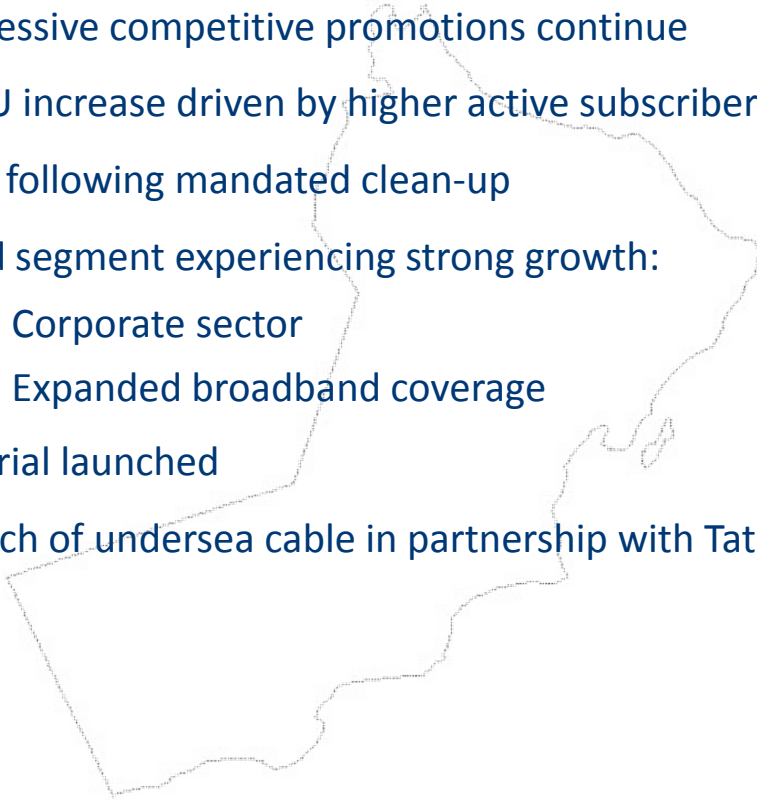 essive competitive promotions continue
U increase driven by higher active subscriber
following mandated clean-up
segment experiencing strong growth:
Corporate sector
Expanded broadband coverage
rial launched
ch of undersea cable in partnership with Tat